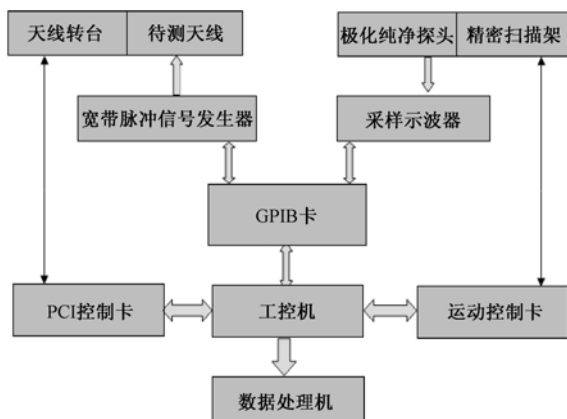 天线转台 待测天线 极化纯净探头 精密扫描架
宽带脉冲信号发生器 采样示波器
GPIB卡
PCI控制卡 工控机 运动控制卡
数据处理机